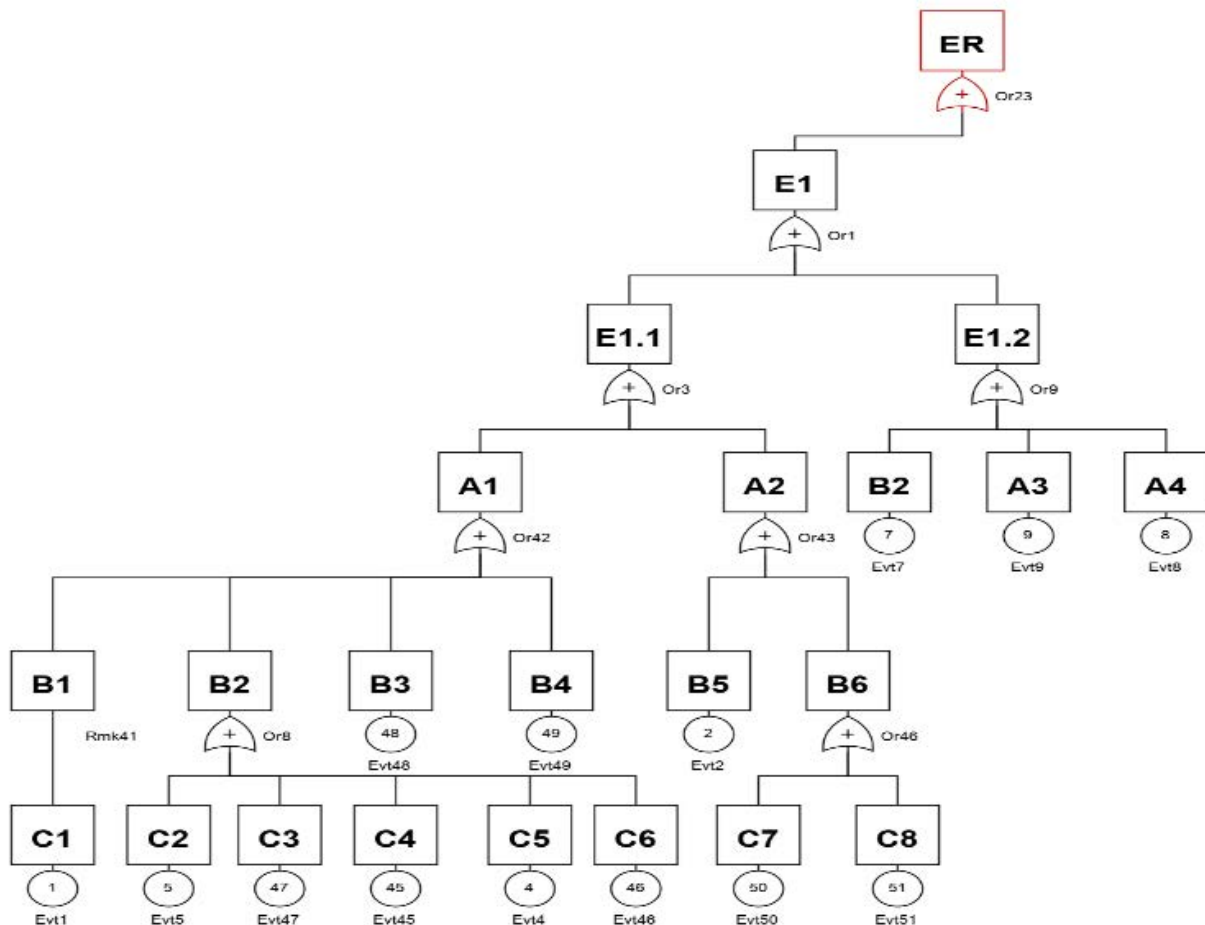 ER
+
Or23
E1
+
Or1
E1.1
E1.2
+
Or3
+
Or9
A1
A2
B2
A3
A4
+
Or42
+
Or43
7
9
8
Evt7
Evt9
Evt8
B1
B2
B3
B4
B5
B6
Rmk41
+
Or8
48
49
2
+
Or46
Evt48
Evt49
Evt2
C1
C2
C3
C4
C5
C6
C7
C8
1
5
47
45
4
46
50
51
Evt1
Evt5
Evt47
Evt45
Evt4
Evt46
Evt50
Evt51